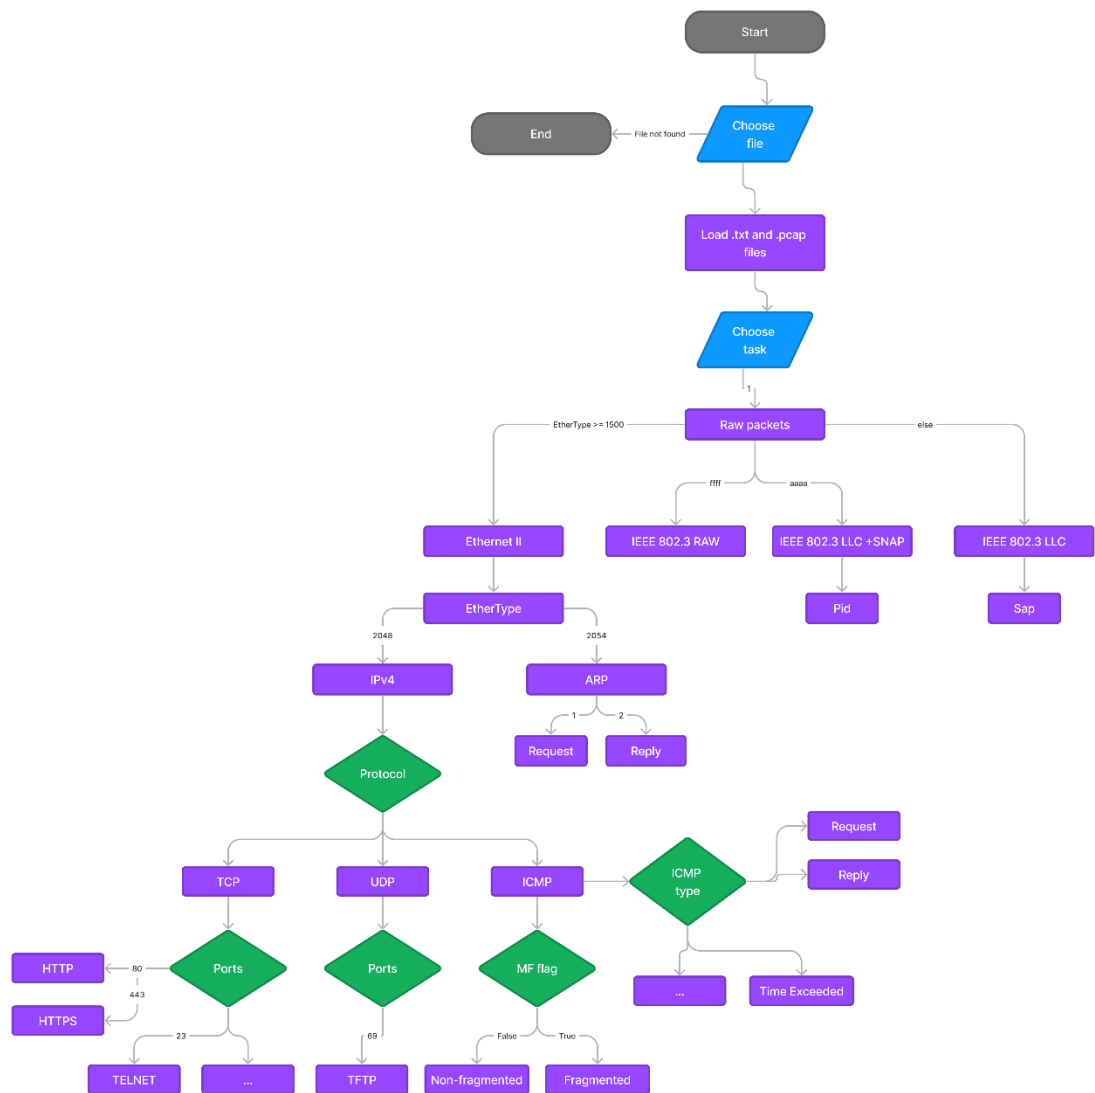 Start
Choose
file
File not found
End
Load .txt and .pcap
files
Choose
task
1
Raw packets
EtherType >= 1500
else
ffff
aaaa
Ethernet II
IEEE 802.3 RAW
IEEE 802.3 LLC +SNAP
IEEE 802.3 LLC
EtherType
Pid
Sap
2048
2054
IPv4
ARP
1
2
Request
Reply
Protocol
TCP
UDP
ICMP
ICMP
type
Request
Reply
Ports
Ports
MF flag
...
Time Exceeded
HTTP
80
443
HTTPS
23
69
False
True
TELNET
...
TFTP
Non-fragmented
Fragmented